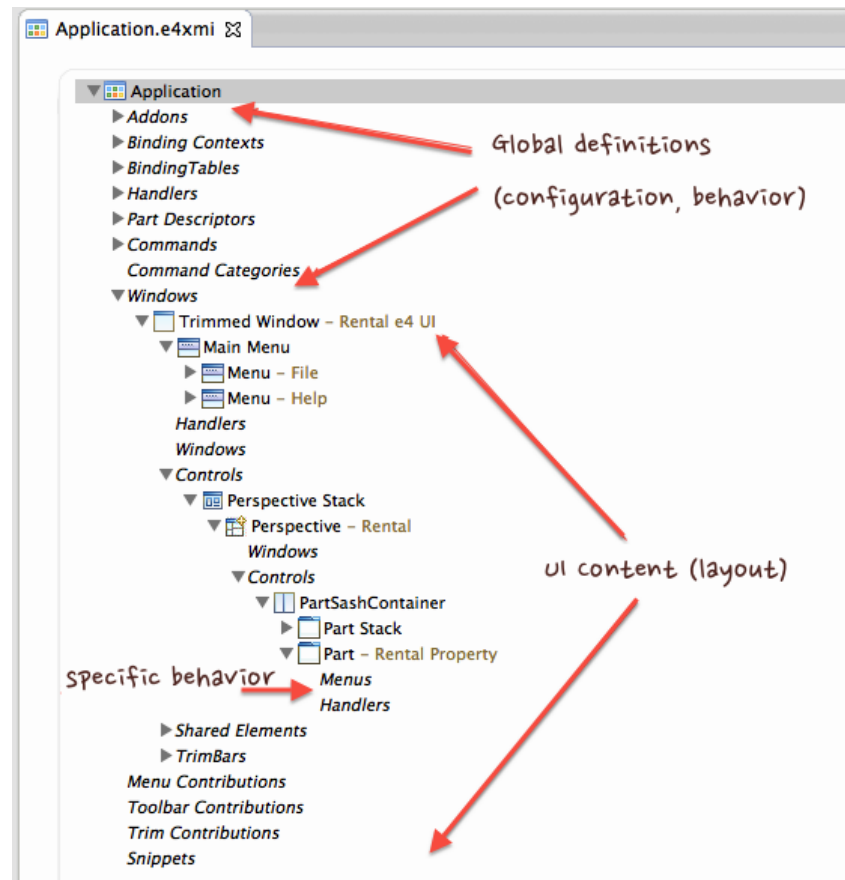 Application.e4xmi
Application
Addons
Global definitions
Binding Contexts
BindingTables
Handlers
(configuration, behavior)
Part Descriptors
Commands
Command Categories
Windows
Trimmed Window – Rental e4 UI
Main Menu
Menu – File
Menu – Help
Handlers
Windows
Controls
Perspective Stack
Perspective – Rental
Windows
UI content (layout)
Controls
PartSashContainer
Part Stack
Part – Rental Property
specific behavior
Menus
Handlers
Shared Elements
TrimBars
Menu Contributions
Toolbar Contributions
Trim Contributions
Snippets